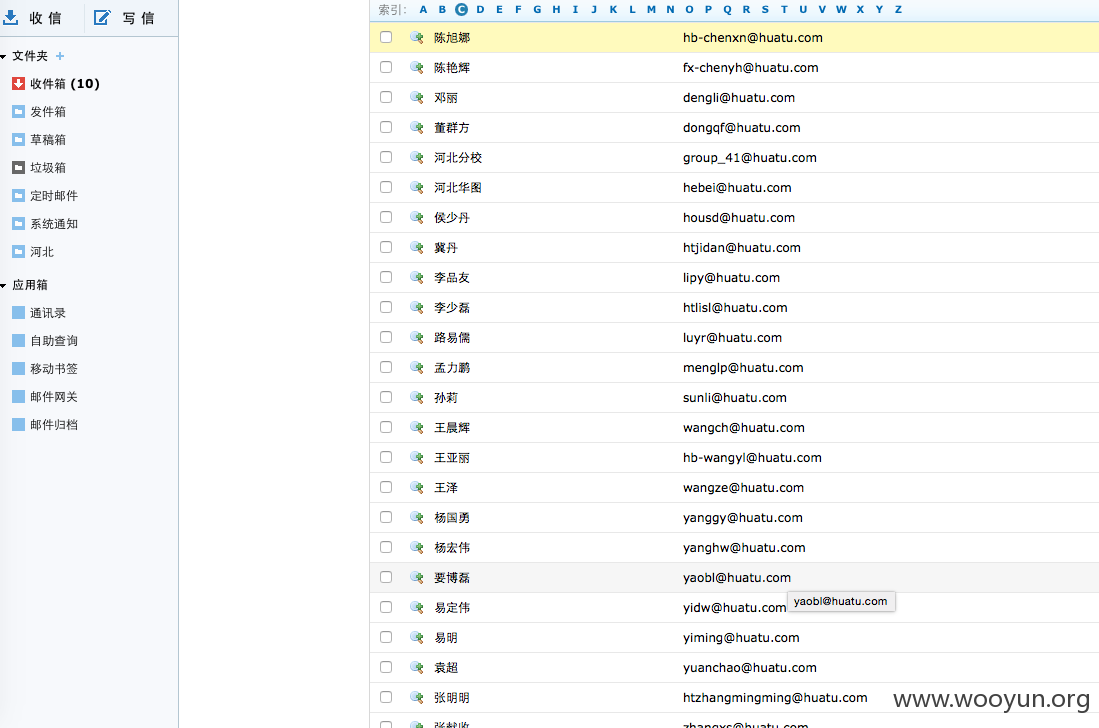 收 信
写 信
文件夹 +
收件箱 (10)
发件箱
草稿箱
垃圾箱
定时邮件
系统通知
河北
应用箱
通讯录
自助查询
移动书签
邮件网关
邮件归档
索引: A B C D E F G H I J K L M N O P Q R S T U V W X Y Z
陈旭娜 hb-chenxn@huatu.com
陈艳辉 fx-chenyh@huatu.com
邓丽 dengli@huatu.com
董群方 dongqf@huatu.com
河北分校 group_41@huatu.com
河北华图 hebei@huatu.com
侯少丹 housd@huatu.com
冀丹 htjidan@huatu.com
李品友 lipy@huatu.com
李少磊 htlisl@huatu.com
路易儒 luyr@huatu.com
孟力鹏 menglp@huatu.com
孙莉 sunli@huatu.com
王晨辉 wangch@huatu.com
王亚丽 hb-wangyl@huatu.com
王泽 wangze@huatu.com
杨国勇 yanggy@huatu.com
杨宏伟 yanghw@huatu.com
要博磊 yaobl@huatu.com
yaobl@huatu.com
易定伟 yidw@huatu.com
易明 yiming@huatu.com
袁超 yuanchao@huatu.com
张明明 htzhangmingming@huatu.com
www.wooyun.org
zhangxs@huatu.com